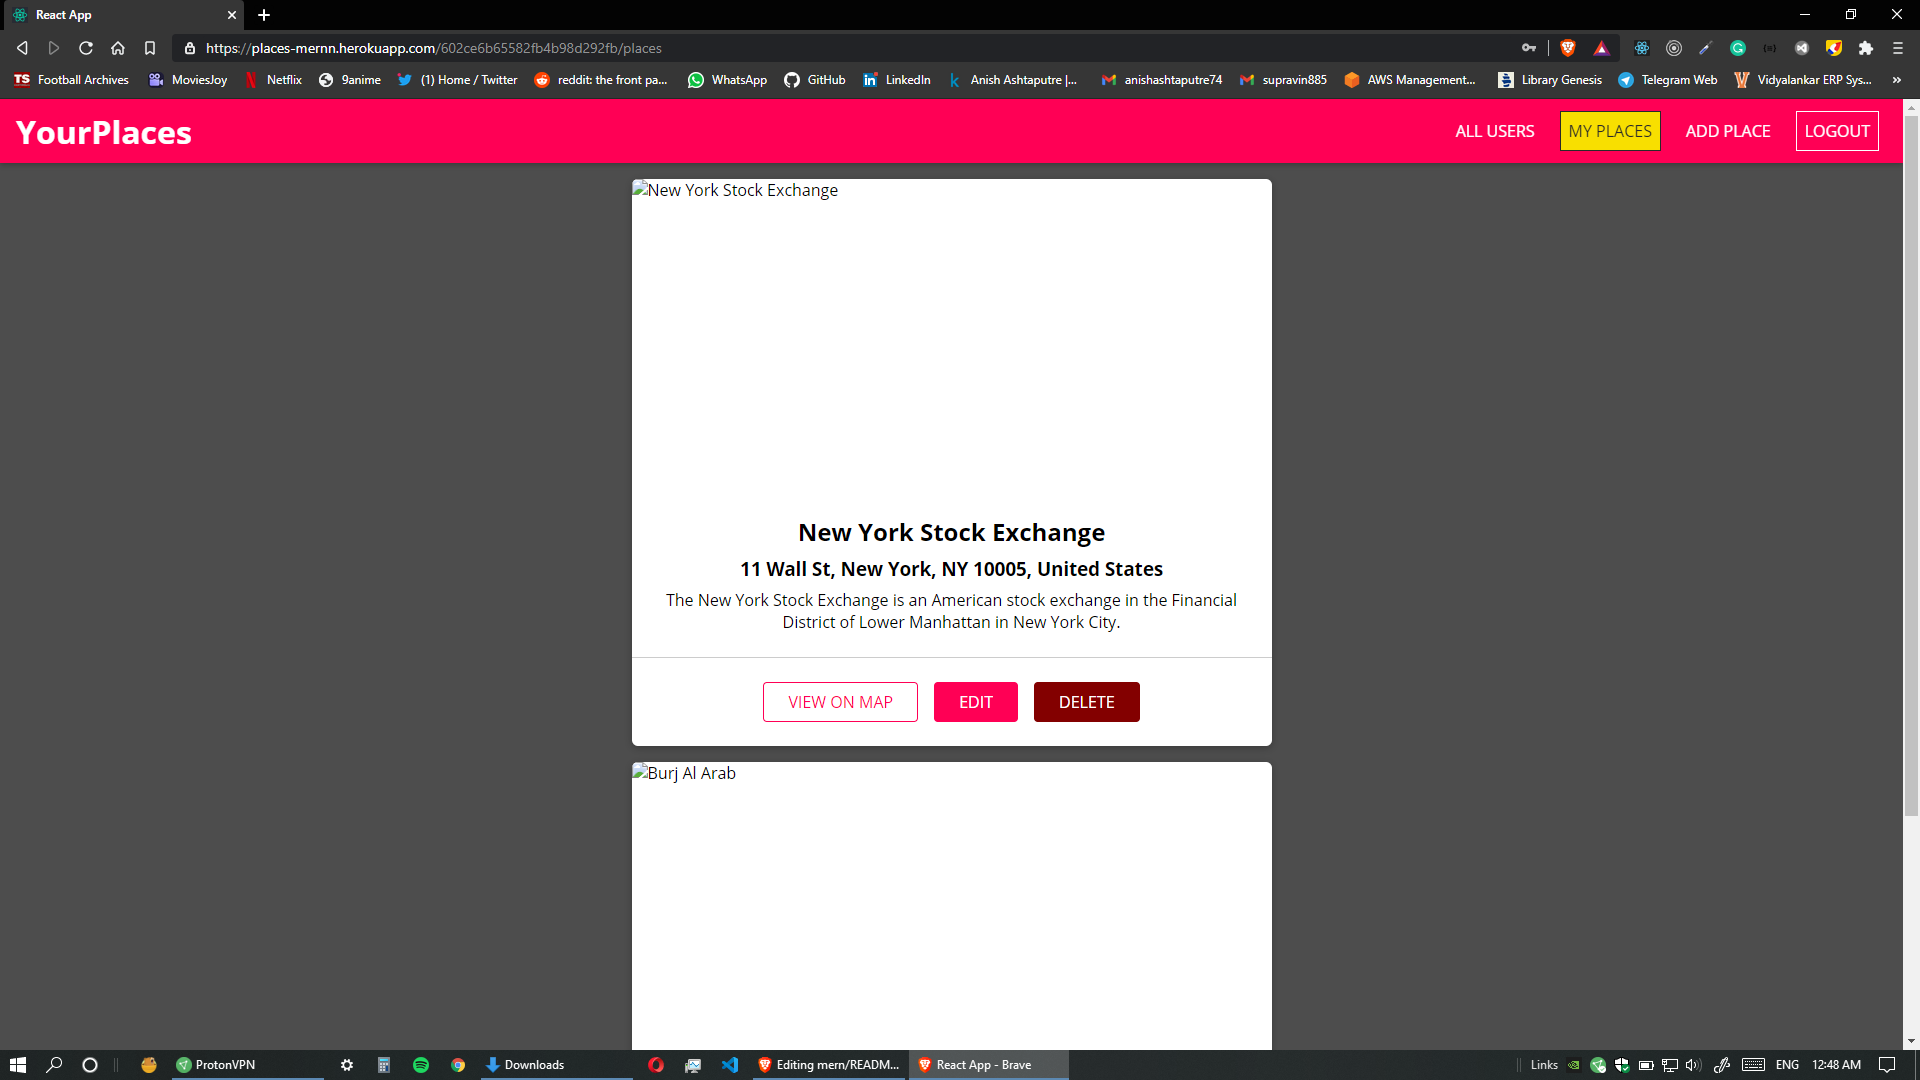 React App
https://places-mernn.herokuapp.com/602ce6b65582fb4b98d292fb/places
TS Football Archives MoviesJoy Netflix 9anime (1) Home / Twitter reddit: the front pa... WhatsApp GitHub LinkedIn Anish Ashtaputre |... anishashtaputre74 supravin885 AWS Management... Library Genesis Telegram Web Vidyalankar ERP Sys... »
YourPlaces ALL USERS MY PLACES ADD PLACE LOGOUT
New York Stock Exchange
New York Stock Exchange
11 Wall St, New York, NY 10005, United States
The New York Stock Exchange is an American stock exchange in the Financial
District of Lower Manhattan in New York City.
VIEW ON MAP EDIT DELETE
Burj Al Arab
ProtonVPN Downloads Editing mern/READM... React App - Brave Links ENG 12:48 AM